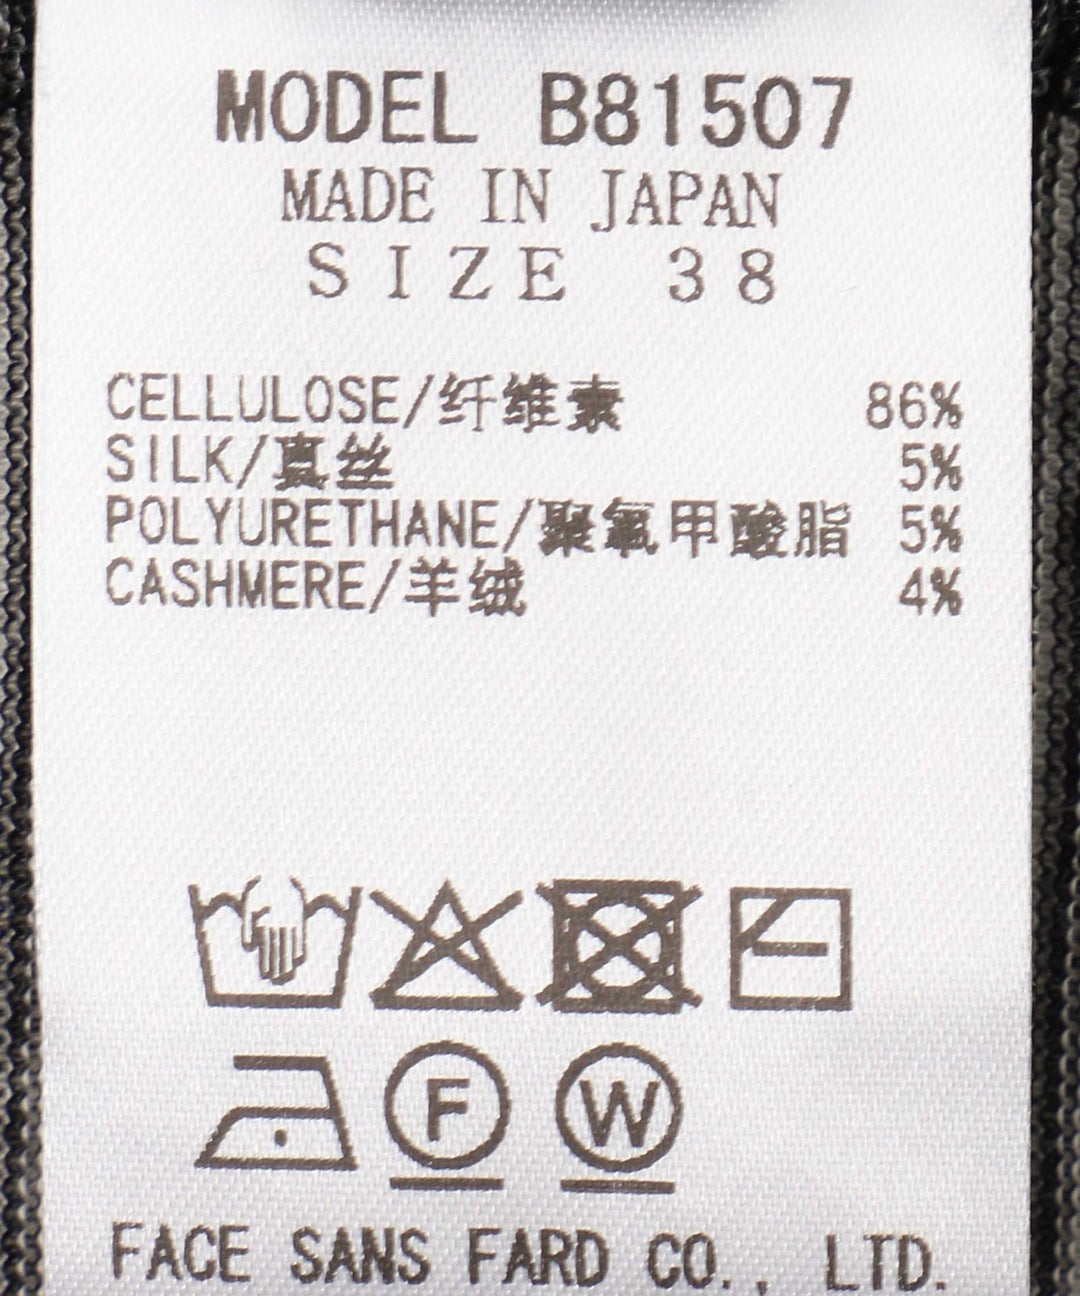 MODEL B81507
MADE IN JAPAN
SIZE 38
CELLULOSE/纤维素 86%
SILK/真丝 5%
POLYURETHANE/聚氧甲酸脂 5%
CASHMERE/羊绒 4%
F W
FACE SANS FARD CO., LTD.